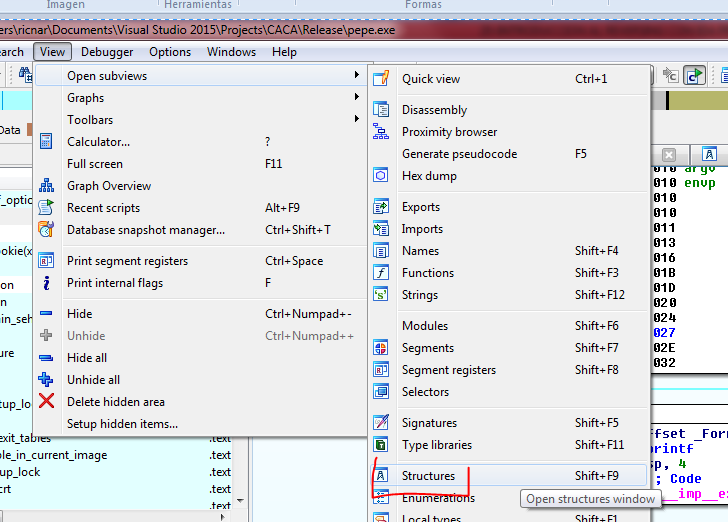 Imagen
Herramientas
Formas
ers\ricnar\Documents\Visual Studio 2015\Projects\CACA\Release\pepe.exe
earch View Debugger Options Windows Help
Open subviews
Graphs
Toolbars
Calculator... ?
Full screen F11
Graph Overview
Recent scripts Alt+F9
Database snapshot manager... Ctrl+Shift+T
Print segment registers Ctrl+Space
Print internal flags F
Hide Ctrl+Numpad+-
Unhide Ctrl+Numpad++
Hide all
Unhide all
Delete hidden area
Setup hidden items...
Quick view Ctrl+1
Disassembly
Proximity browser
Generate pseudocode F5
Hex dump
Exports
Imports
Names Shift+F4
Functions Shift+F3
Strings Shift+F12
Modules Shift+F6
Segments Shift+F7
Segment registers Shift+F8
Selectors
Signatures Shift+F5
Type libraries Shift+F11
Structures Shift+F9
Enumerations
Local types Shift+F1
Open structures window
Data
f_optio
ookie(x
on
n
in_seh
ure
tup_lo
exit_tables .text
ble_in_current_image .text
up_lock .text
crt .text
.text
010 argv
010 envp
010
010
011
013
016
01B
01D
020
024
027
02E
032
ffset _For
printf
sp, 4
; Code
__imp__ex